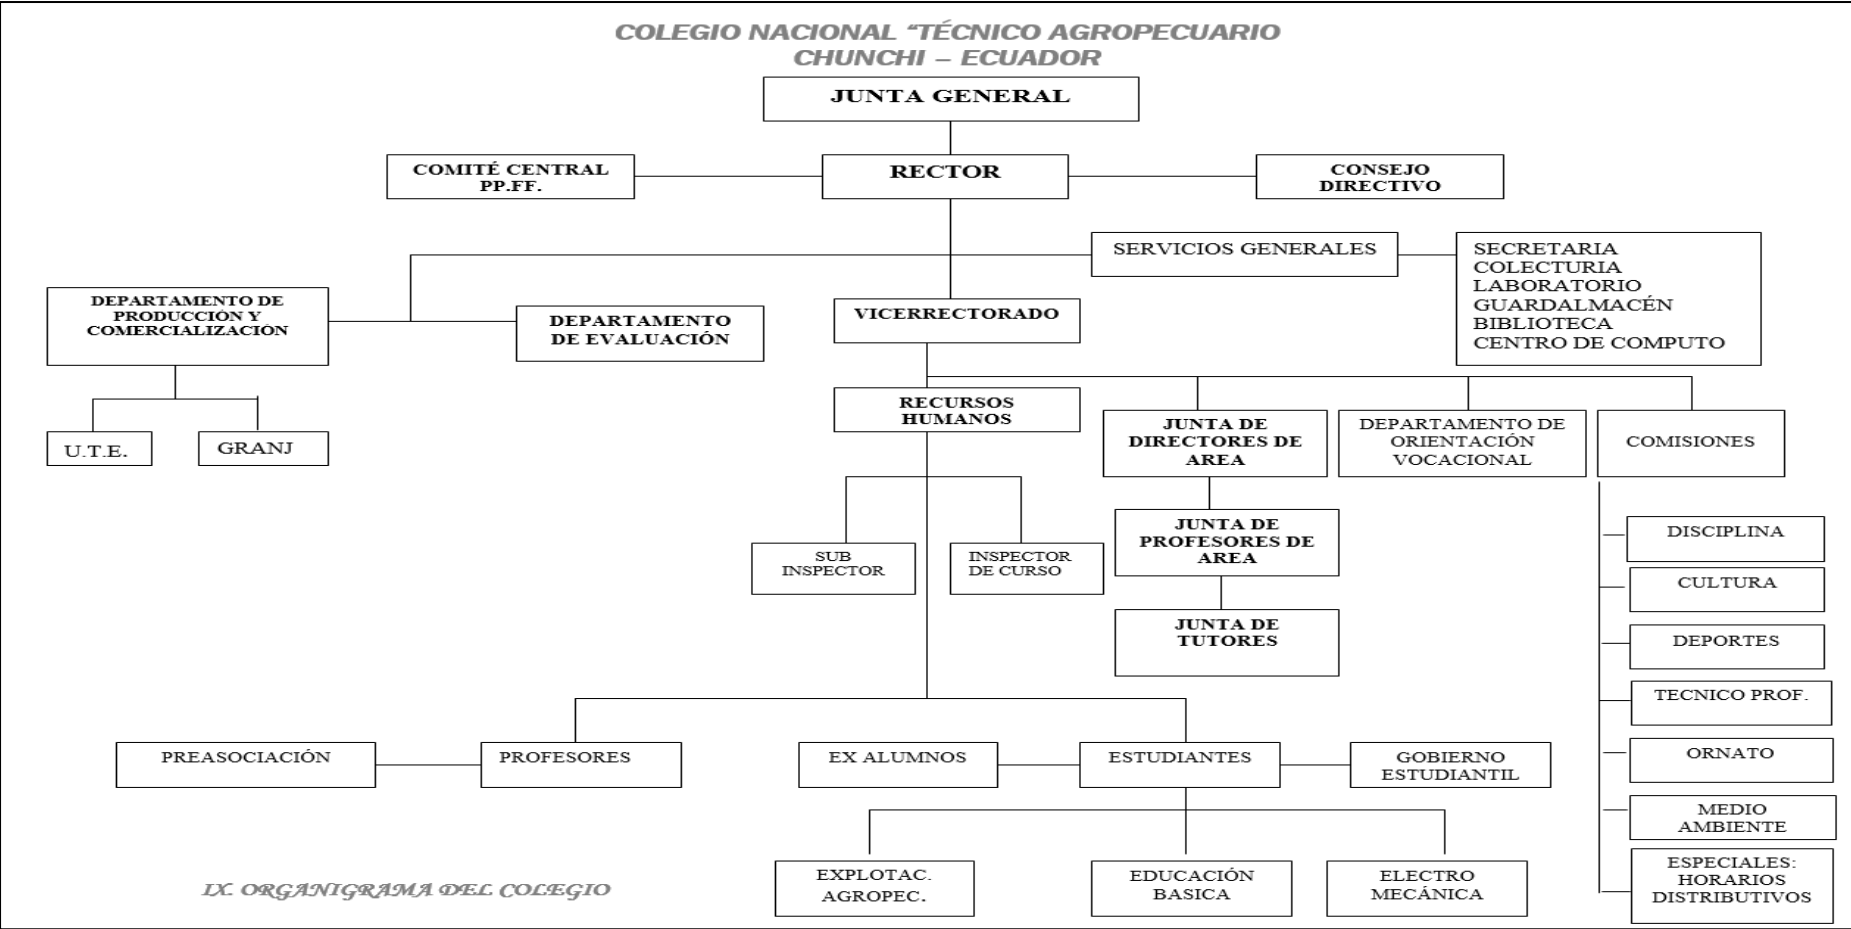 COLEGIO NACIONAL “TÉCNICO AGROPECUARIO
CHUNCHI – ECUADOR
JUNTA GENERAL
COMITÉ CENTRAL
PP.FF.
RECTOR
CONSEJO
DIRECTIVO
SERVICIOS GENERALES
SECRETARIA
COLECTURIA
LABORATORIO
GUARDALMACÉN
BIBLIOTECA
CENTRO DE COMPUTO
DEPARTAMENTO DE
PRODUCCIÓN Y
COMERCIALIZACIÓN
DEPARTAMENTO
DE EVALUACIÓN
VICERRECTORADO
U.T.E.
GRANJ
RECURSOS
HUMANOS
JUNTA DE
DIRECTORES DE
AREA
DEPARTAMENTO DE
ORIENTACIÓN
VOCACIONAL
COMISIONES
SUB
INSPECTOR
INSPECTOR
DE CURSO
JUNTA DE
PROFESORES DE
AREA
JUNTA DE
TUTORES
DISCIPLINA
CULTURA
DEPORTES
TECNICO PROF.
ORNATO
MEDIO
AMBIENTE
ESPECIALES:
HORARIOS
DISTRIBUTIVOS
PREASOCIACIÓN
PROFESORES
EX ALUMNOS
ESTUDIANTES
GOBIERNO
ESTUDIANTIL
EXPLOTAC.
AGROPEC.
EDUCACIÓN
BASICA
ELECTRO
MECÁNICA
IX. ORGANIGRAMA DEL COLEGIO